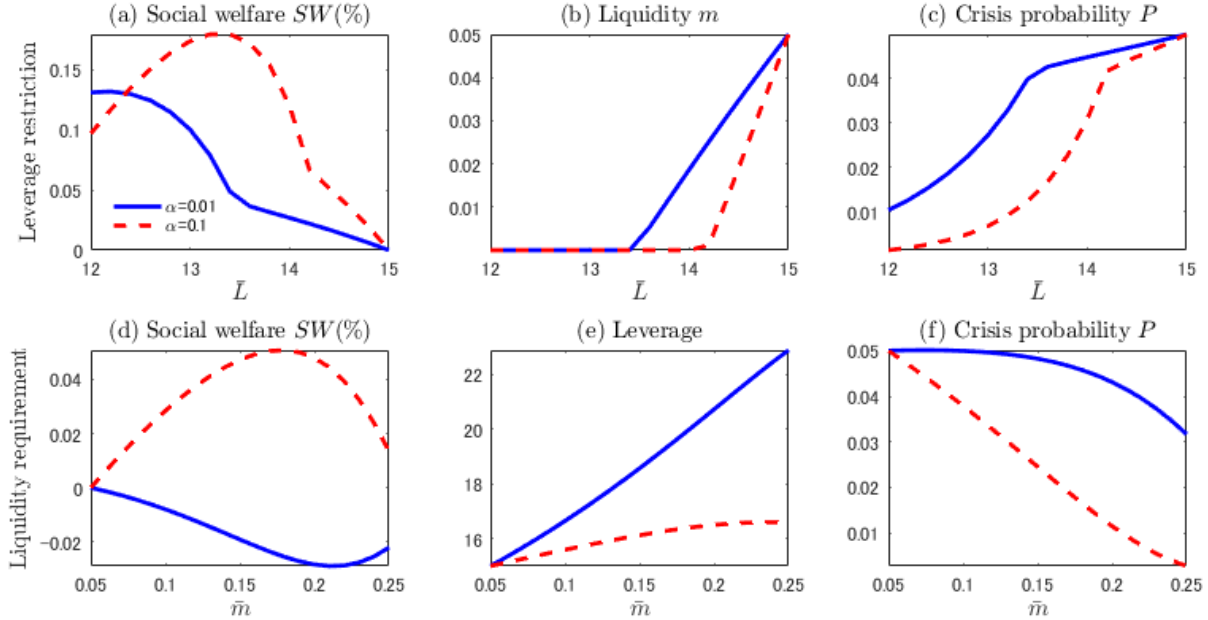 (a) Social welfare SW(%)
(b) Liquidity m
(c) Crisis probability P
Leverage restriction
0.15
0.1
0.05
0
α=0.01
α=0.1
12 13 14 15
L̄
0.05
0.04
0.03
0.02
0.01
12 13 14 15
L̄
0.04
0.03
0.02
0.01
12 13 14 15
L̄
(d) Social welfare SW(%)
(e) Leverage
(f) Crisis probability P
Liquidity requirement
0.04
0.02
0
−0.02
0.05 0.1 0.15 0.2 0.25
m̄
22
20
18
16
0.05 0.1 0.15 0.2 0.25
m̄
0.05
0.04
0.03
0.02
0.01
0.05 0.1 0.15 0.2 0.25
m̄